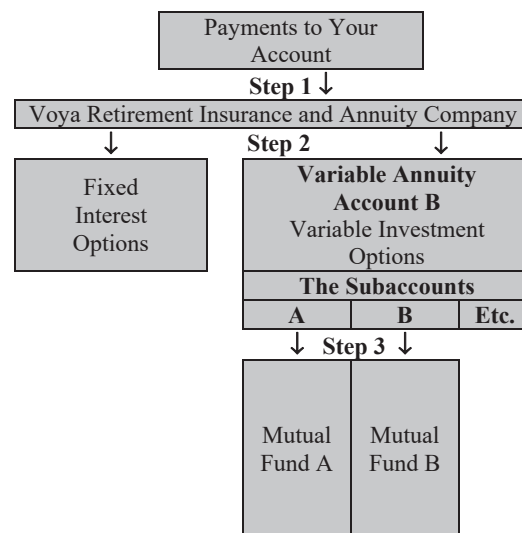 Payments to Your
Account
Step 1 ↓
Voya Retirement Insurance and Annuity Company
↓ Step 2 ↓
Fixed
Interest
Options
Variable Annuity
Account B
Variable Investment
Options
The Subaccounts
A B Etc.
↓ Step 3 ↓
Mutual
Fund A
Mutual
Fund B